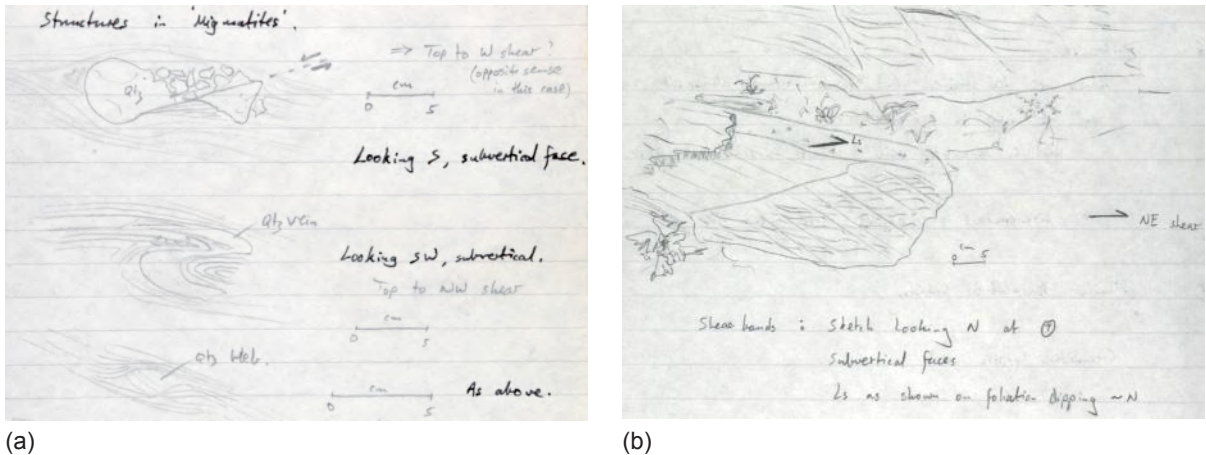 Structures in 'Migmatites'.
=> Top to W shear?
(opposite sense
in this case)
Qtz
cm
0 5
Looking S, subvertical face.
Qtz Vein
Looking SW, subvertical.
Top to NW shear
cm
0 5
Qtz bleb.
cm
0 5
As above.
(a)
Ls
NE shear
cm
0 5
Shear bands : Sketch Looking N at
Subvertical faces
Ls as shown on foliation dipping ~N
(b)